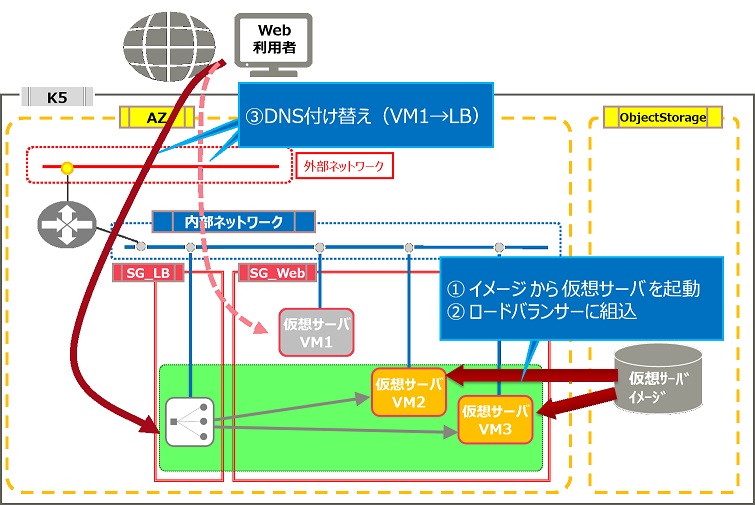 Web
利用者
K5
AZ
③DNS付け替え（VM1→LB）
ObjectStorage
外部ネットワーク
内部ネットワーク
SG_LB
SG_Web
① イメージから仮想サーバを起動
② ロードバランサーに組込
仮想サーバ
VM1
仮想サーバ
VM2
仮想サーバ
VM3
仮想サーバ
イメージ